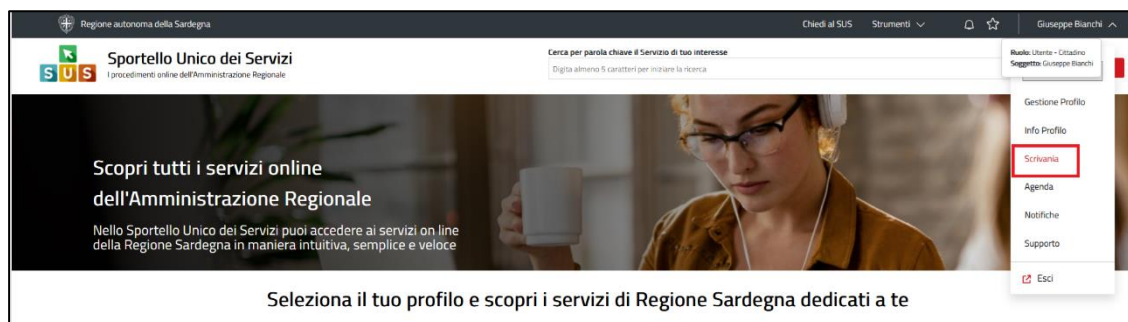 Regione autonoma della Sardegna
Chiedi al SUS Strumenti Giuseppe Bianchi
SUS
Sportello Unico dei Servizi
I procedimenti online dell'Amministrazione Regionale
Cerca per parola chiave il Servizio di tuo interesse
Digita almeno 5 caratteri per iniziare la ricerca
Ruolo: Utente - Cittadino
Soggetto: Giuseppe Bianchi
Gestione Profilo
Info Profilo
Scrivania
Agenda
Notifiche
Supporto
Esci
Scopri tutti i servizi online
dell'Amministrazione Regionale
Nello Sportello Unico dei Servizi puoi accedere ai servizi on line
della Regione Sardegna in maniera intuitiva, semplice e veloce
Seleziona il tuo profilo e scopri i servizi di Regione Sardegna dedicati a te